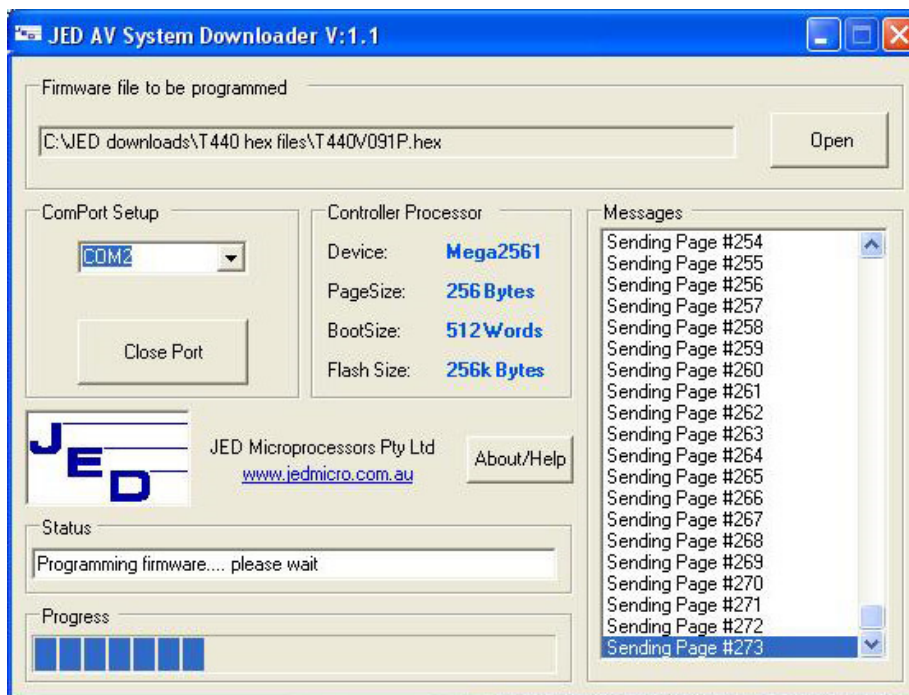 JED AV System Downloader V:1.1
Firmware file to be programmed
C:\JED downloads\T440 hex files\T440V091P.hex
Open
ComPort Setup
COM2
Close Port
Controller Processor
Device: Mega2561
PageSize: 256 Bytes
BootSize: 512 Words
Flash Size: 256k Bytes
JED
JED Microprocessors Pty Ltd
www.jedmicro.com.au
About/Help
Status
Programming firmware.... please wait
Progress
Messages
Sending Page #254
Sending Page #255
Sending Page #256
Sending Page #257
Sending Page #258
Sending Page #259
Sending Page #260
Sending Page #261
Sending Page #262
Sending Page #263
Sending Page #264
Sending Page #265
Sending Page #266
Sending Page #267
Sending Page #268
Sending Page #269
Sending Page #270
Sending Page #271
Sending Page #272
Sending Page #273